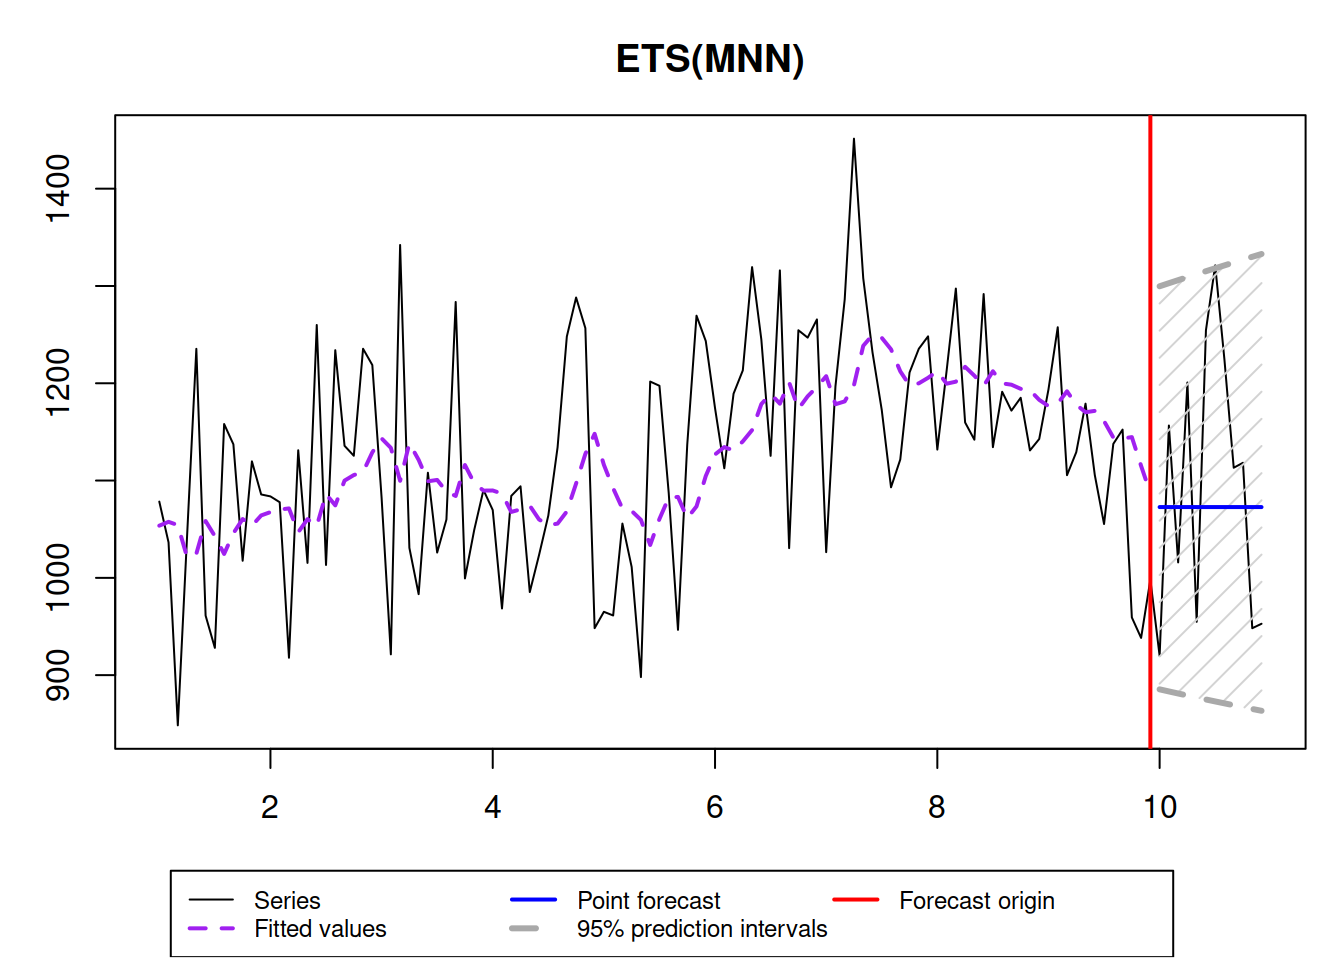 ETS(MNN)
1400
1200
1000
900
2 4 6 8 10
Series Point forecast Forecast origin
Fitted values 95% prediction intervals